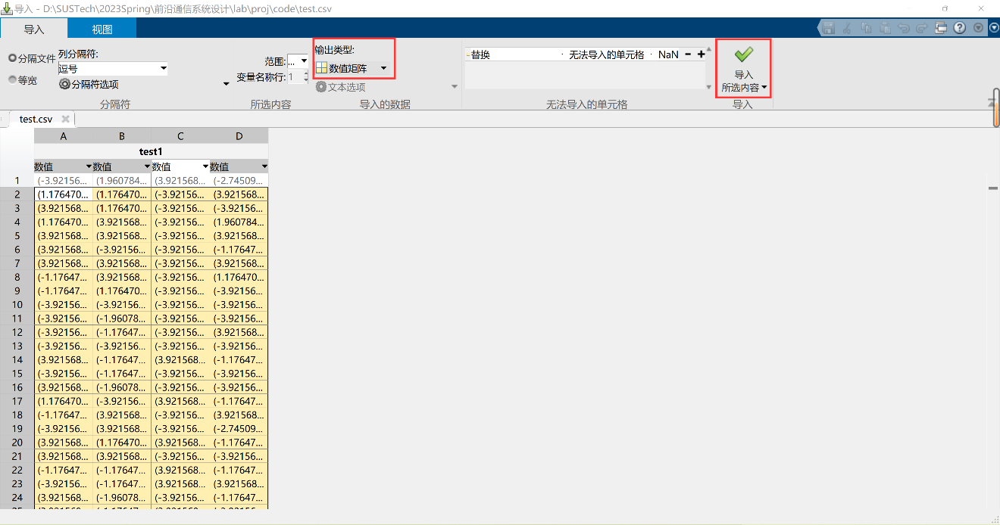 导入 - D:\SUSTech\2023Spring\前沿通信系统设计\lab\proj\code\test.csv
导入 视图
分隔文件 列分隔符:
逗号
等宽
分隔符选项
分隔符
范围: ...
变量名称行: 1
所选内容
输出类型:
数值矩阵
文本选项
导入的数据
替换 无法导入的单元格 NaN − +
无法导入的单元格
导入
所选内容
导入
test.csv
A B C D
test1
数值 数值 数值 数值
1 (-3.92156... (1.960784... (3.921568... (-2.74509...
2 (1.176470... (1.176470... (-3.92156... (3.921568...
3 (3.921568... (1.176470... (-3.92156... (-3.92156...
4 (1.176470... (3.921568... (-3.92156... (1.960784...
5 (3.921568... (3.921568... (-3.92156... (3.921568...
6 (3.921568... (-3.92156... (-3.92156... (-1.17647...
7 (3.921568... (3.921568... (-3.92156... (3.921568...
8 (-1.17647... (3.921568... (-3.92156... (1.176470...
9 (-1.17647... (1.176470... (-3.92156... (-3.92156...
10 (-3.92156... (-3.92156... (-3.92156... (-3.92156...
11 (-3.92156... (-1.96078... (-3.92156... (-3.92156...
12 (-3.92156... (-1.17647... (-3.92156... (3.921568...
13 (-3.92156... (-3.92156... (-3.92156... (-3.92156...
14 (3.921568... (-1.17647... (3.921568... (-1.17647...
15 (-3.92156... (-1.17647... (-3.92156... (-3.92156...
16 (3.921568... (-1.96078... (-3.92156... (-3.92156...
17 (1.176470... (-3.92156... (3.921568... (-1.17647...
18 (-1.17647... (3.921568... (-3.92156... (3.921568...
19 (-3.92156... (3.921568... (-3.92156... (-2.74509...
20 (3.921568... (1.176470... (3.921568... (-1.17647...
21 (3.921568... (3.921568... (-3.92156... (-3.92156...
22 (-1.17647... (-1.17647... (3.921568... (-1.17647...
23 (-3.92156... (-1.17647... (3.921568... (3.921568...
24 (3.921568... (-1.96078... (-3.92156... (-1.17647...